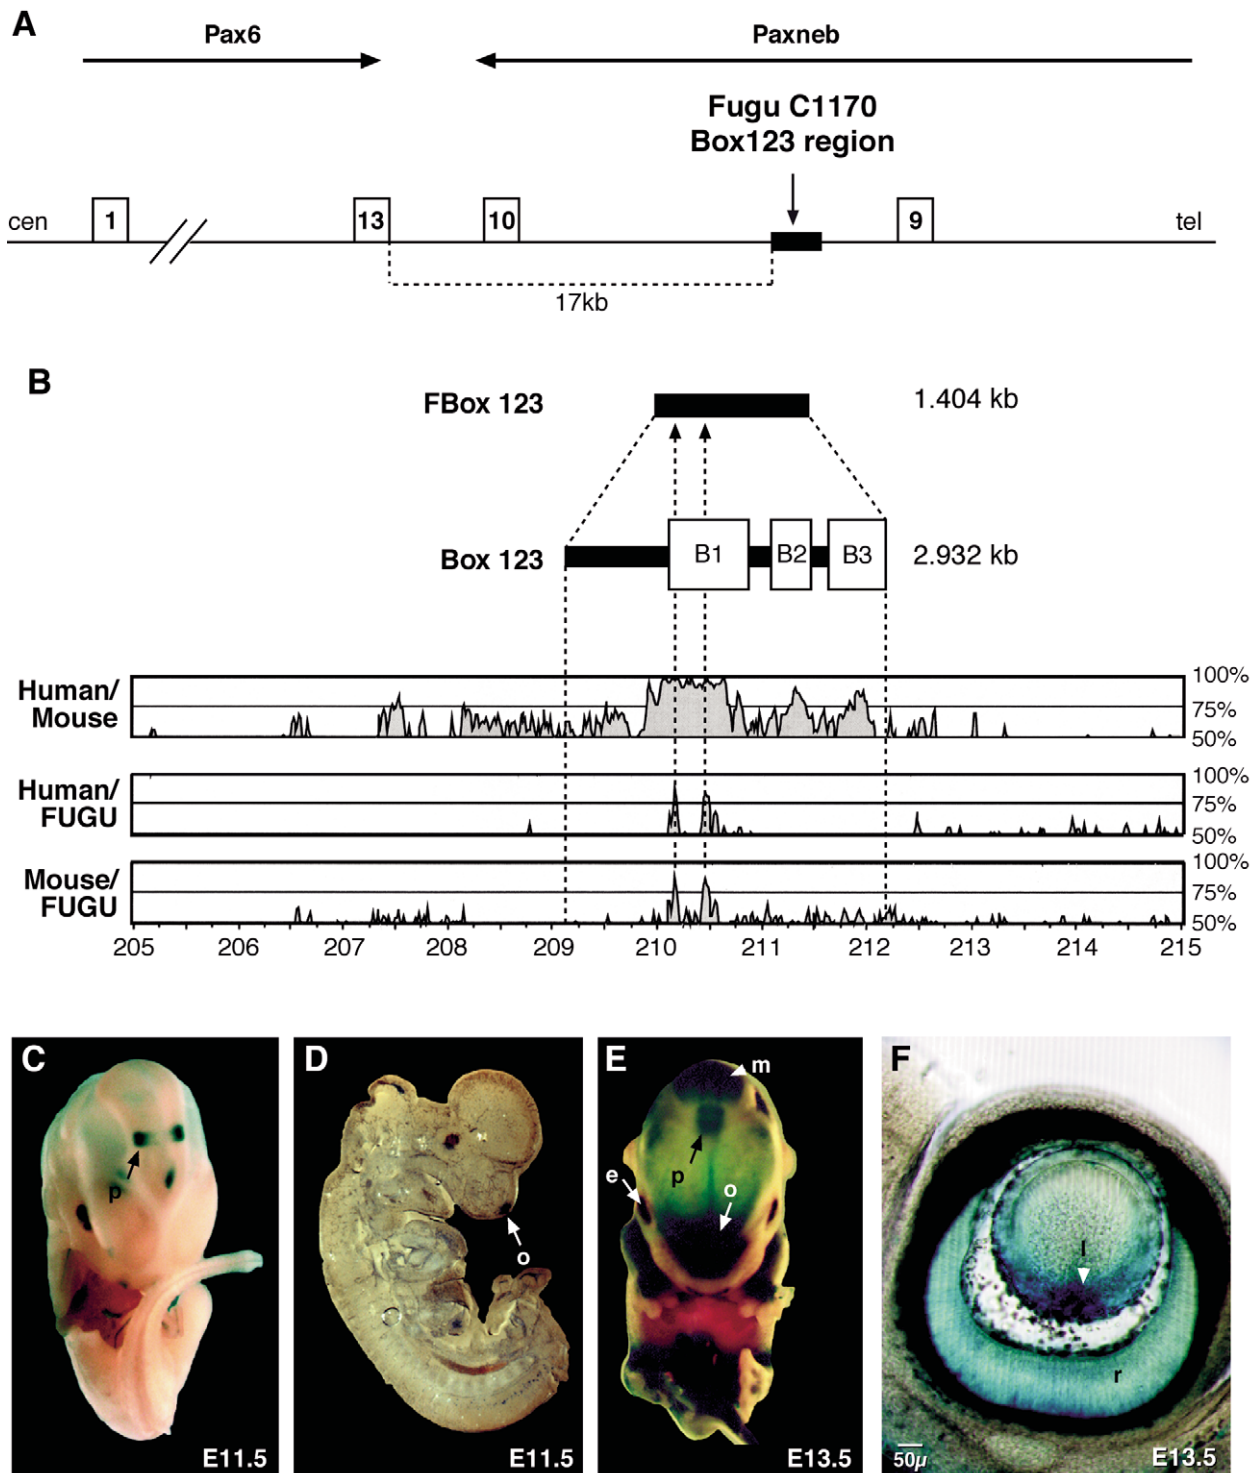 A
Pax6
Paxneb
Fugu C1170
Box123 region
cen
1
13
10
9
tel
17kb
B
FBox 123
1.404 kb
Box 123
B1
B2
B3
2.932 kb
Human/
Mouse
100%
75%
50%
Human/
FUGU
100%
75%
50%
Mouse/
FUGU
100%
75%
50%
205 206 207 208 209 210 211 212 213 214 215
C
p
E11.5
D
o
E11.5
E
m
p
e
o
E13.5
F
l
r
50µ
E13.5